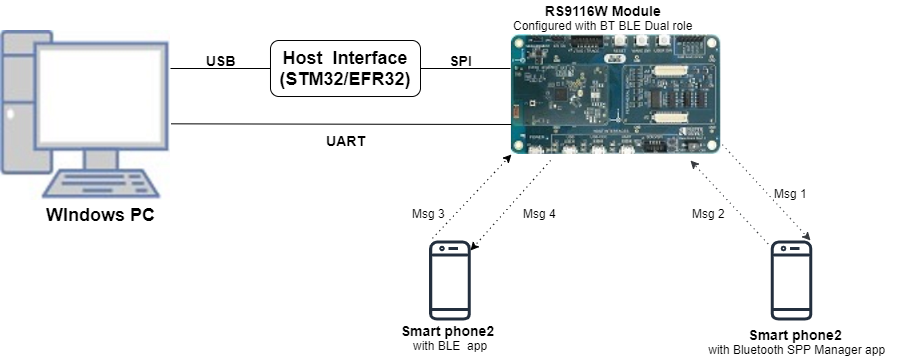 RS9116W Module
Configured with BT BLE Dual role
USB
Host Interface
(STM32/EFR32)
SPI
UART
WIndows PC
Msg 3
Msg 4
Msg 2
Msg 1
Smart phone2
with BLE app
Smart phone2
with Bluetooth SPP Manager app